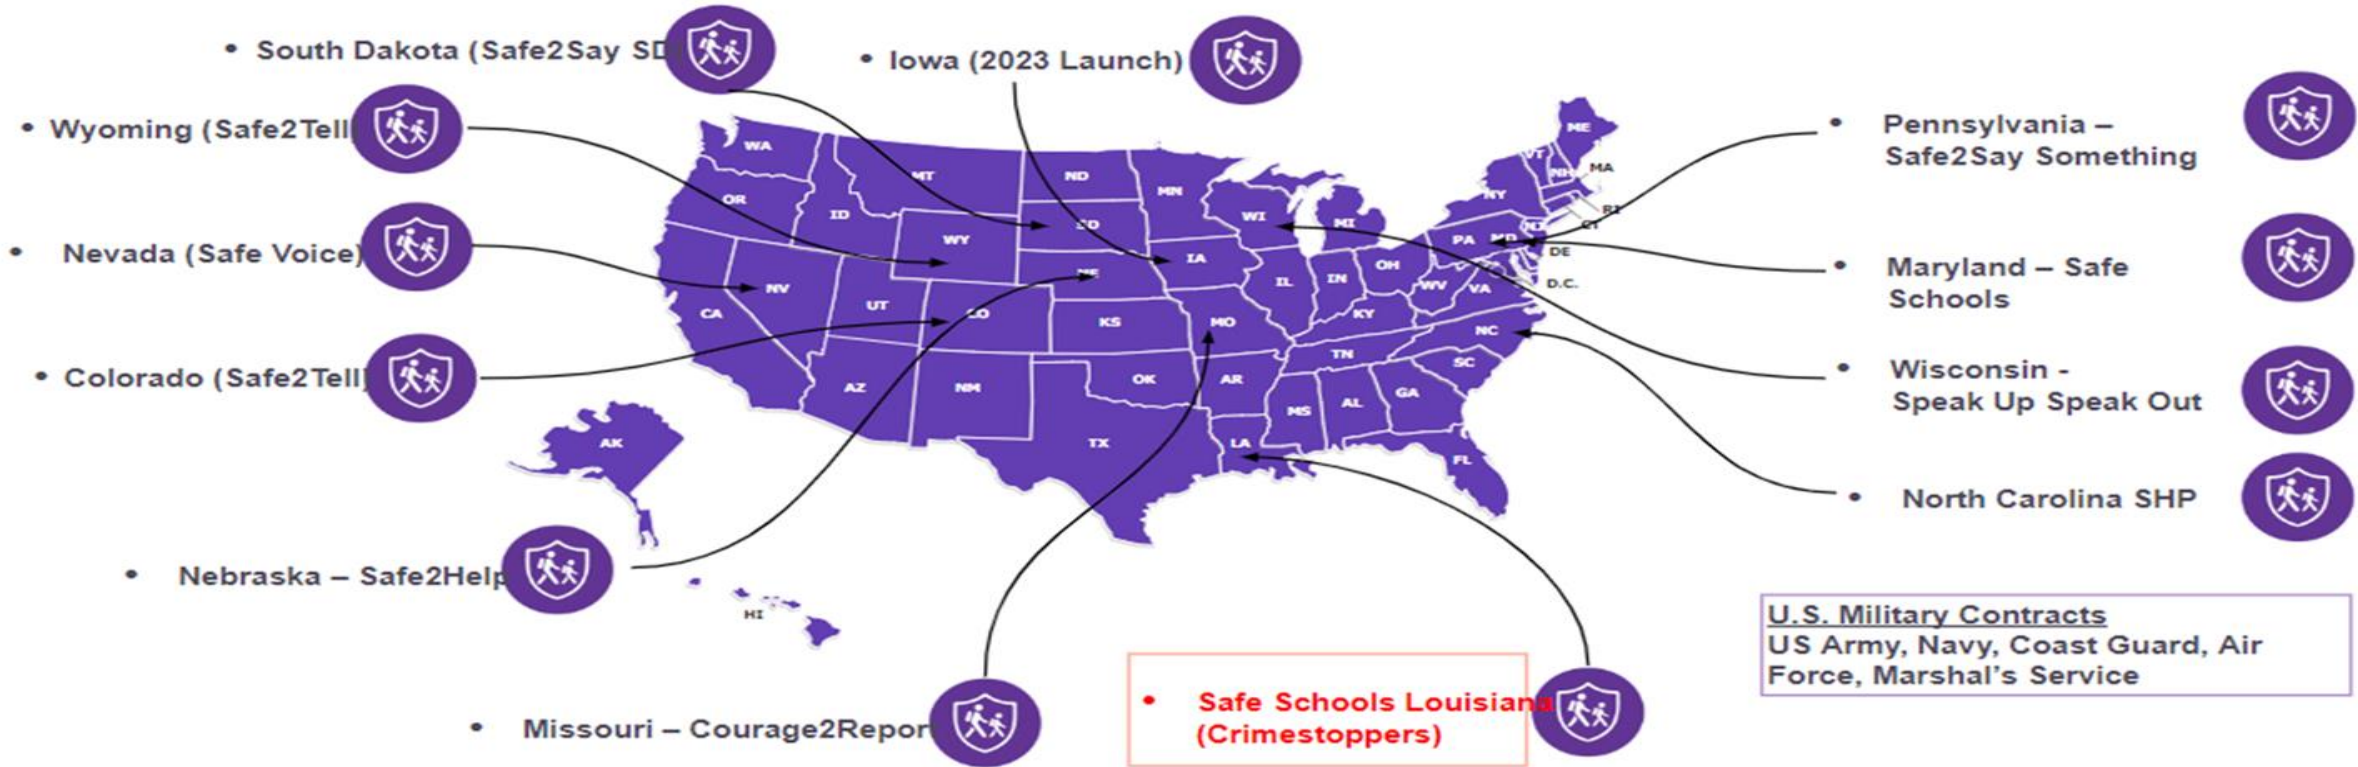 • South Dakota (Safe2Say SD
• Iowa (2023 Launch)
• Wyoming (Safe2Tell
• Nevada (Safe Voice)
• Colorado (Safe2Tell)
• Nebraska – Safe2Help
• Missouri – Courage2Repor
• Safe Schools Louisiana
(Crimestoppers)
• Pennsylvania –
Safe2Say Something
• Maryland – Safe
Schools
• Wisconsin -
Speak Up Speak Out
• North Carolina SHP
U.S. Military Contracts
US Army, Navy, Coast Guard, Air
Force, Marshal's Service
WA
OR
ID
MT
ND
MN
WI
MI
NY
VT
NH
ME
MA
RI
CT
NJ
PA
MD
DE
D.C.
WY
SD
IA
NE
NV
UT
CO
CA
KS
MO
IL
IN
OH
WV
VA
KY
NC
TN
SC
AZ
NM
OK
AR
MS
AL
GA
TX
LA
FL
AK
HI